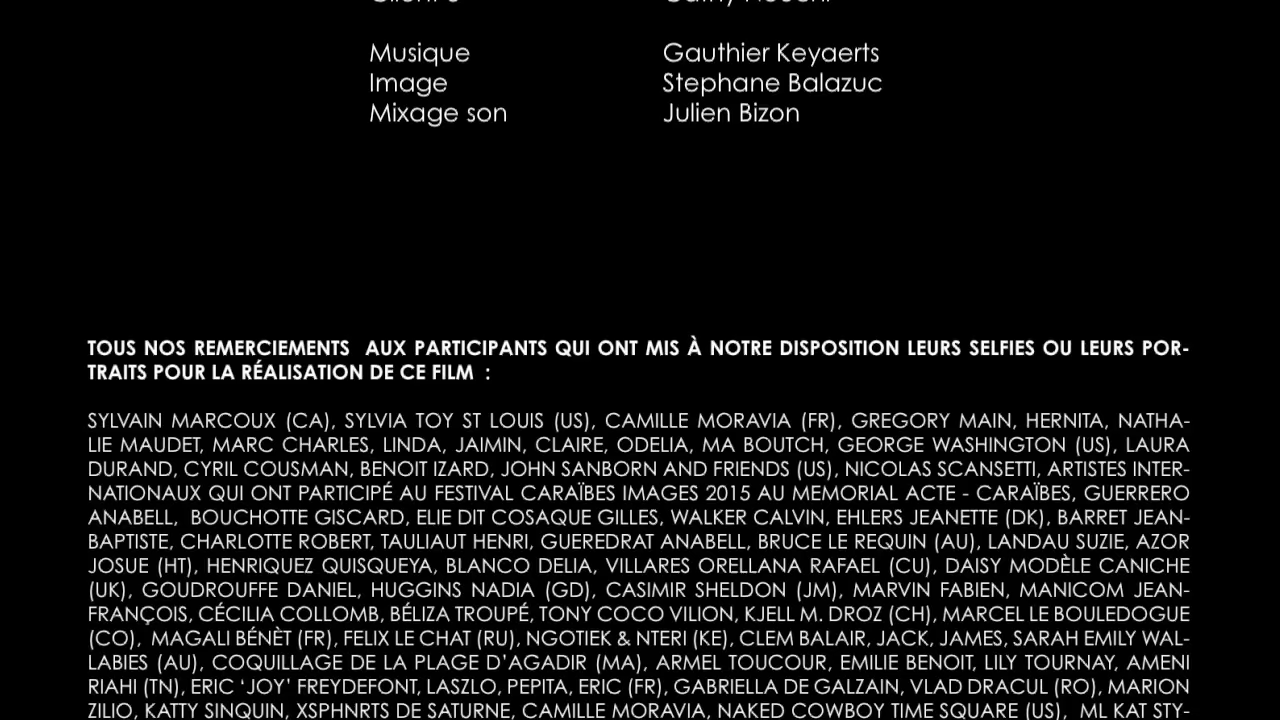 Musique Gauthier Keyaerts
Image Stephane Balazuc
Mixage son Julien Bizon
TOUS NOS REMERCIEMENTS AUX PARTICIPANTS QUI ONT MIS À NOTRE DISPOSITION LEURS SELFIES OU LEURS POR-
TRAITS POUR LA RÉALISATION DE CE FILM :
SYLVAIN MARCOUX (CA), SYLVIA TOY ST LOUIS (US), CAMILLE MORAVIA (FR), GREGORY MAIN, HERNITA, NATHA-
LIE MAUDET, MARC CHARLES, LINDA, JAIMIN, CLAIRE, ODELIA, MA BOUTCH, GEORGE WASHINGTON (US), LAURA
DURAND, CYRIL COUSMAN, BENOIT IZARD, JOHN SANBORN AND FRIENDS (US), NICOLAS SCANSETTI, ARTISTES INTER-
NATIONAUX QUI ONT PARTICIPÉ AU FESTIVAL CARAÏBES IMAGES 2015 AU MEMORIAL ACTE - CARAÏBES, GUERRERO
ANABELL, BOUCHOTTE GISCARD, ELIE DIT COSAQUE GILLES, WALKER CALVIN, EHLERS JEANETTE (DK), BARRET JEAN-
BAPTISTE, CHARLOTTE ROBERT, TAULIAUT HENRI, GUEREDRAT ANABELL, BRUCE LE REQUIN (AU), LANDAU SUZIE, AZOR
JOSUE (HT), HENRIQUEZ QUISQUEYA, BLANCO DELIA, VILLARES ORELLANA RAFAEL (CU), DAISY MODÈLE CANICHE
(UK), GOUDROUFFE DANIEL, HUGGINS NADIA (GD), CASIMIR SHELDON (JM), MARVIN FABIEN, MANICOM JEAN-
FRANÇOIS, CÉCILIA COLLOMB, BÉLIZA TROUPÉ, TONY COCO VILION, KJELL M. DROZ (CH), MARCEL LE BOULEDOGUE
(CO), MAGALI BÉNÈT (FR), FELIX LE CHAT (RU), NGOTIEK & NTERI (KE), CLEM BALAIR, JACK, JAMES, SARAH EMILY WAL-
LABIES (AU), COQUILLAGE DE LA PLAGE D'AGADIR (MA), ARMEL TOUCOUR, EMILIE BENOIT, LILY TOURNAY, AMENI
RIAHI (TN), ERIC 'JOY' FREYDEFONT, LASZLO, PEPITA, ERIC (FR), GABRIELLA DE GALZAIN, VLAD DRACUL (RO), MARION
ZILIO, KATTY SINQUIN, XSPHNRTS DE SATURNE, CAMILLE MORAVIA, NAKED COWBOY TIME SQUARE (US), ML KAT STY-